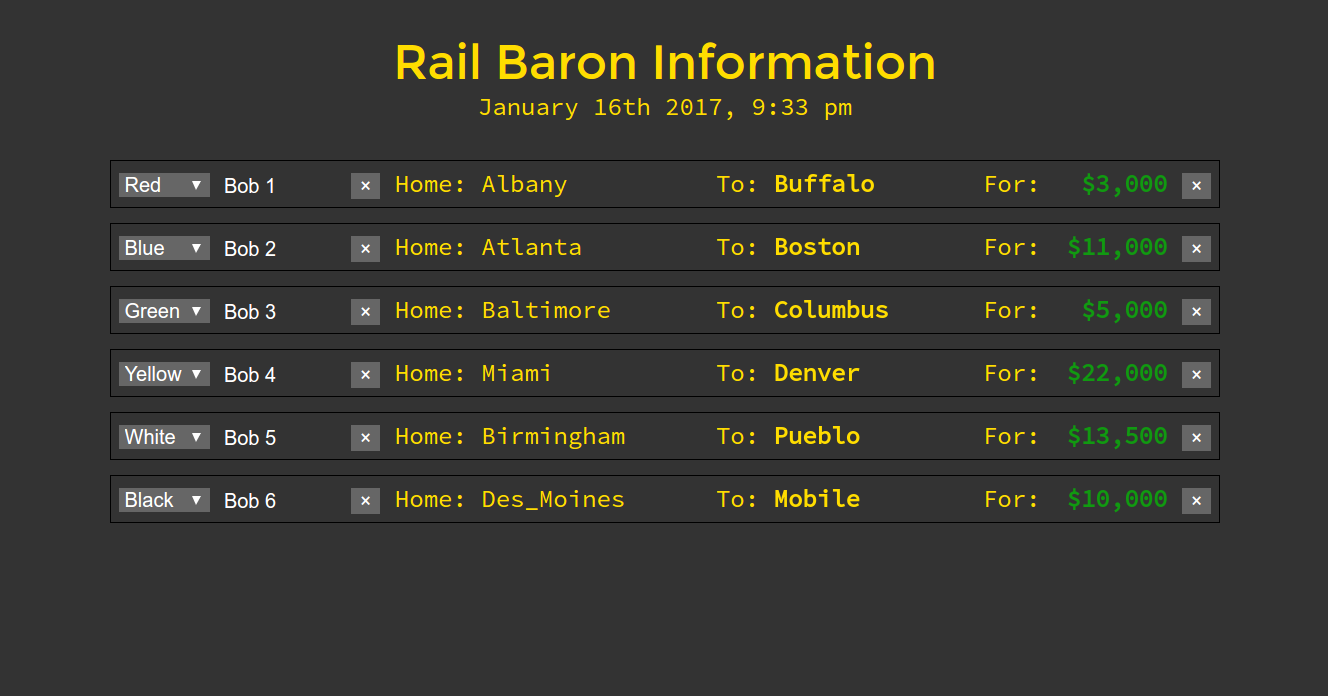 Rail Baron Information
January 16th 2017, 9:33 pm
Red ▼ Bob 1 × Home: Albany To: Buffalo For: $3,000 ×
Blue ▼ Bob 2 × Home: Atlanta To: Boston For: $11,000 ×
Green ▼ Bob 3 × Home: Baltimore To: Columbus For: $5,000 ×
Yellow ▼ Bob 4 × Home: Miami To: Denver For: $22,000 ×
White ▼ Bob 5 × Home: Birmingham To: Pueblo For: $13,500 ×
Black ▼ Bob 6 × Home: Des_Moines To: Mobile For: $10,000 ×